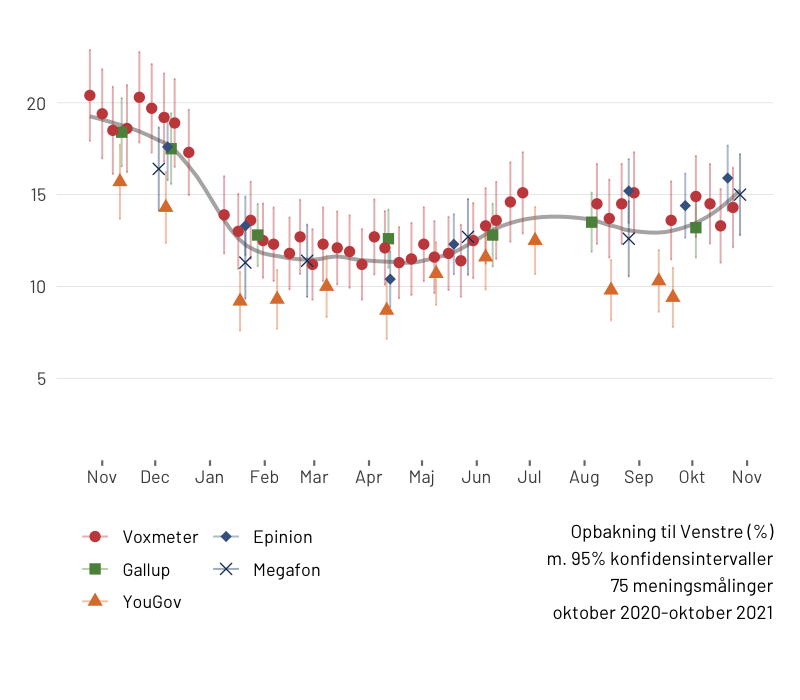 20
15
10
5
Nov Dec Jan Feb Mar Apr Maj Jun Jul Aug Sep Okt Nov
Voxmeter Epinion
Gallup Megafon
YouGov
Opbakning til Venstre (%)
m. 95% konfidensintervaller
75 meningsmålinger
oktober 2020-oktober 2021